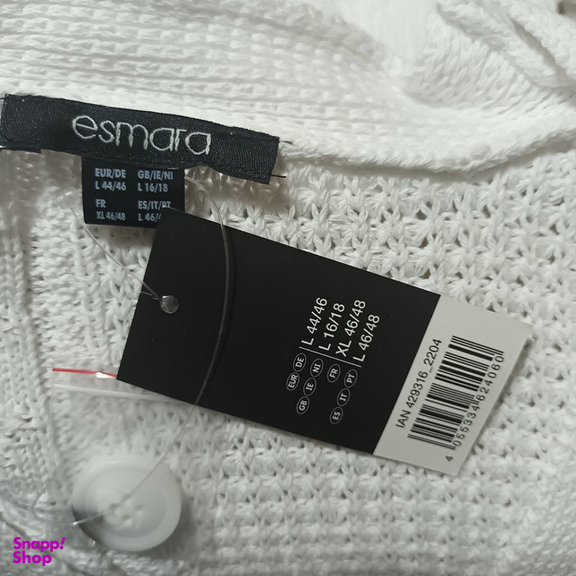 esmara
EUR/DE GB/IE/NI
L 44/46 L 16/18
FR ES/IT/PT
XL 46/48 L 46/
EUR DE L 44/46
GB IE NI L 16/18
FR XL 46/48
ES IT PT L 46/48
IAN 429316_2204
4 055334 624060
Snapp!
Shop